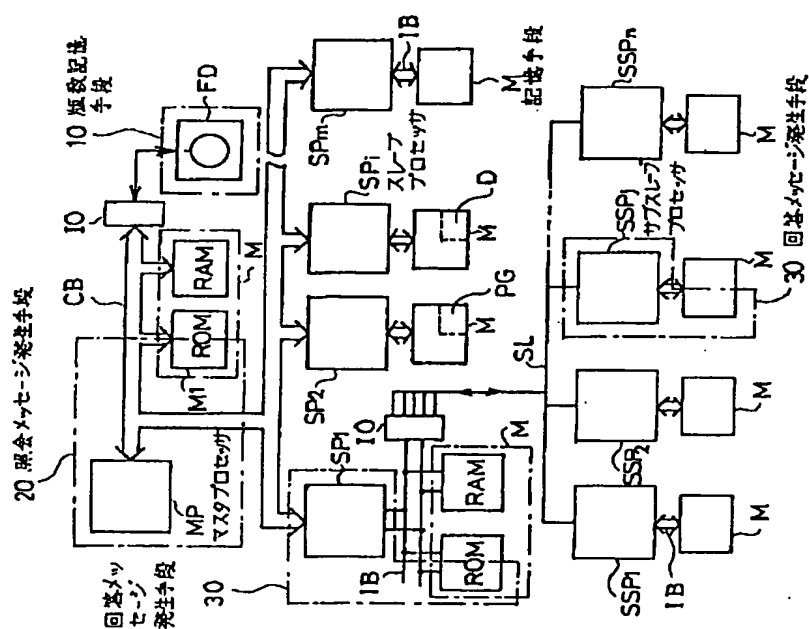 10 版数記憶
手段
FD
IO
CB
20 照会メッセージ発生手段
RAM
ROM
M
M1
MP
マスタプロセッサ
回答メッ
セージ
発生手段
30
SP1
SP2
SPi
スレーブ
プロセッサ
SPm
IB
M
記憶手段
D
M
PG
M
IO
M
RAM
ROM
IB
SL
SSP1
IB
M
SSP2
M
SSPj
サブスレーブ
プロセッサ
M
SSPn
M
30 回答メッセージ発生手段